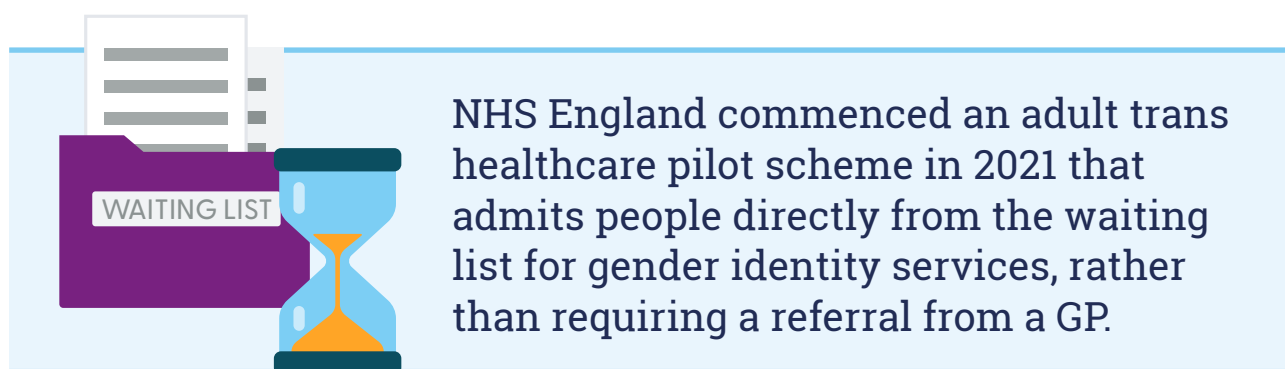 WAITING LIST
NHS England commenced an adult trans
healthcare pilot scheme in 2021 that
admits people directly from the waiting
list for gender identity services, rather
than requiring a referral from a GP.